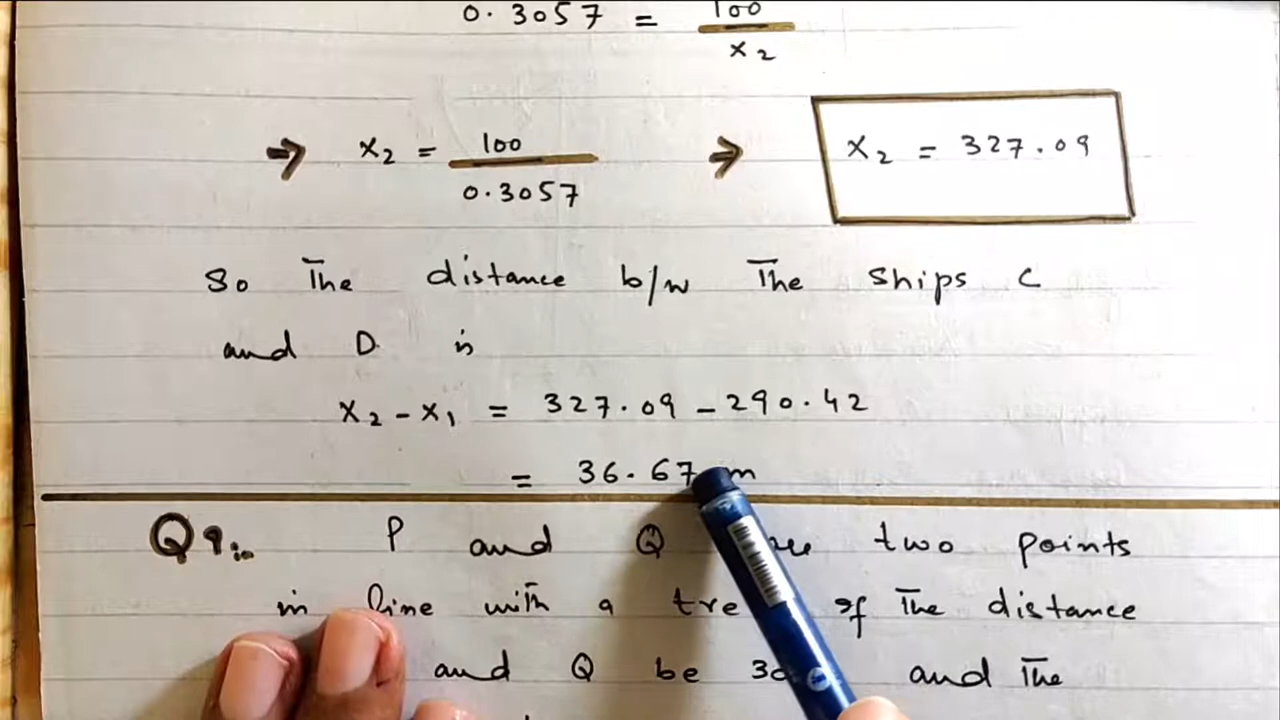 0.3057 = 100 / x₂
⇒ x₂ = 100 / 0.3057 ⇒ x₂ = 327.09
So The distance b/w The Ships C
and D is
x₂ - x₁ = 327.09 - 290.42
= 36.67 m
Q9:- P and Q two points
in line with a tre of The distance
and Q be and The